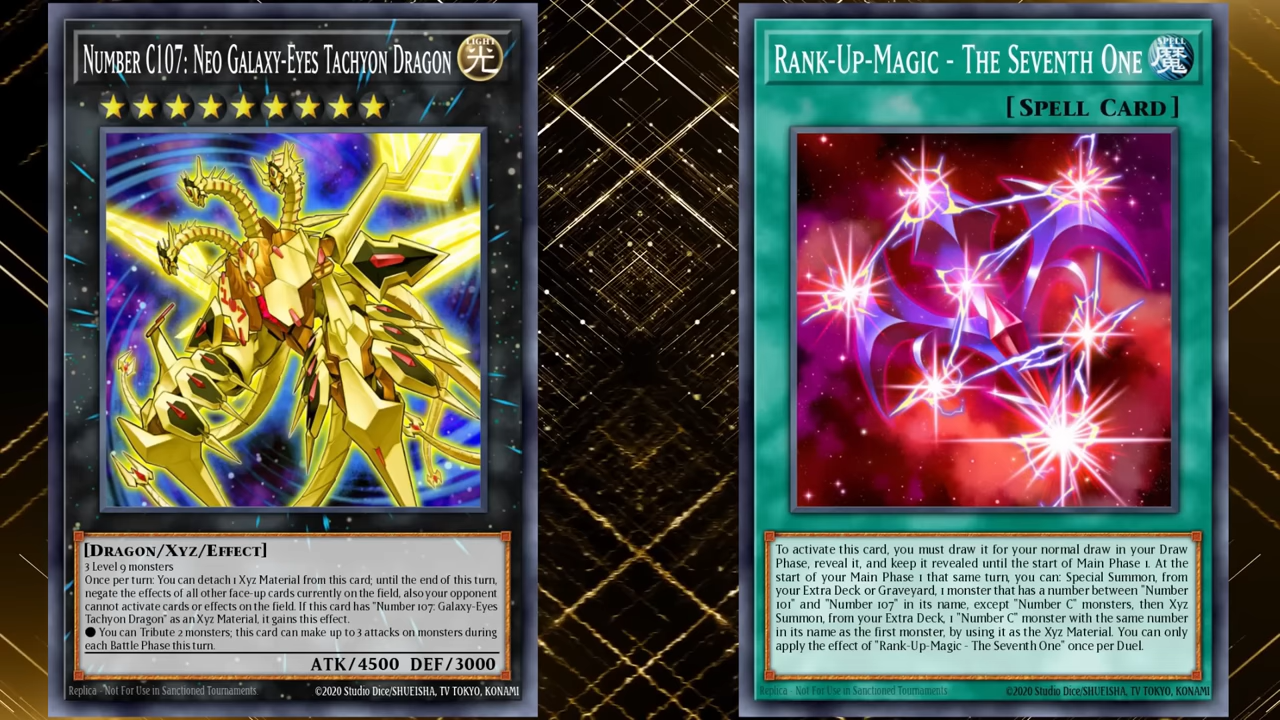 NUMBER C107: NEO GALAXY-EYES TACHYON DRAGON
LIGHT
光
[DRAGON/XYZ/EFFECT]
3 Level 9 monsters
Once per turn: You can detach 1 Xyz Material from this card; until the end of this turn,
negate the effects of all other face-up cards currently on the field, also your opponent
cannot activate cards or effects on the field. If this card has "Number 107: Galaxy-Eyes
Tachyon Dragon" as an Xyz Material, it gains this effect.
● You can Tribute 2 monsters; this card can make up to 3 attacks on monsters during
each Battle Phase this turn.
ATK/4500 DEF/3000
Replica - Not For Use in Sanctioned Tournaments
©2020 Studio Dice/SHUEISHA, TV TOKYO, KONAMI
RANK-UP-MAGIC - THE SEVENTH ONE
SPELL
魔
[SPELL CARD]
To activate this card, you must draw it for your normal draw in your Draw
Phase, reveal it, and keep it revealed until the start of Main Phase 1. At the
start of your Main Phase 1 that same turn, you can: Special Summon, from
your Extra Deck or Graveyard, 1 monster that has a number between "Number
101" and "Number 107" in its name, except "Number C" monsters, then Xyz
Summon, from your Extra Deck, 1 "Number C" monster with the same number
in its name as the first monster, by using it as the Xyz Material. You can only
apply the effect of "Rank-Up-Magic - The Seventh One" once per Duel.
Replica - Not For Use in Sanctioned Tournaments
©2020 Studio Dice/SHUEISHA, TV TOKYO, KONAMI